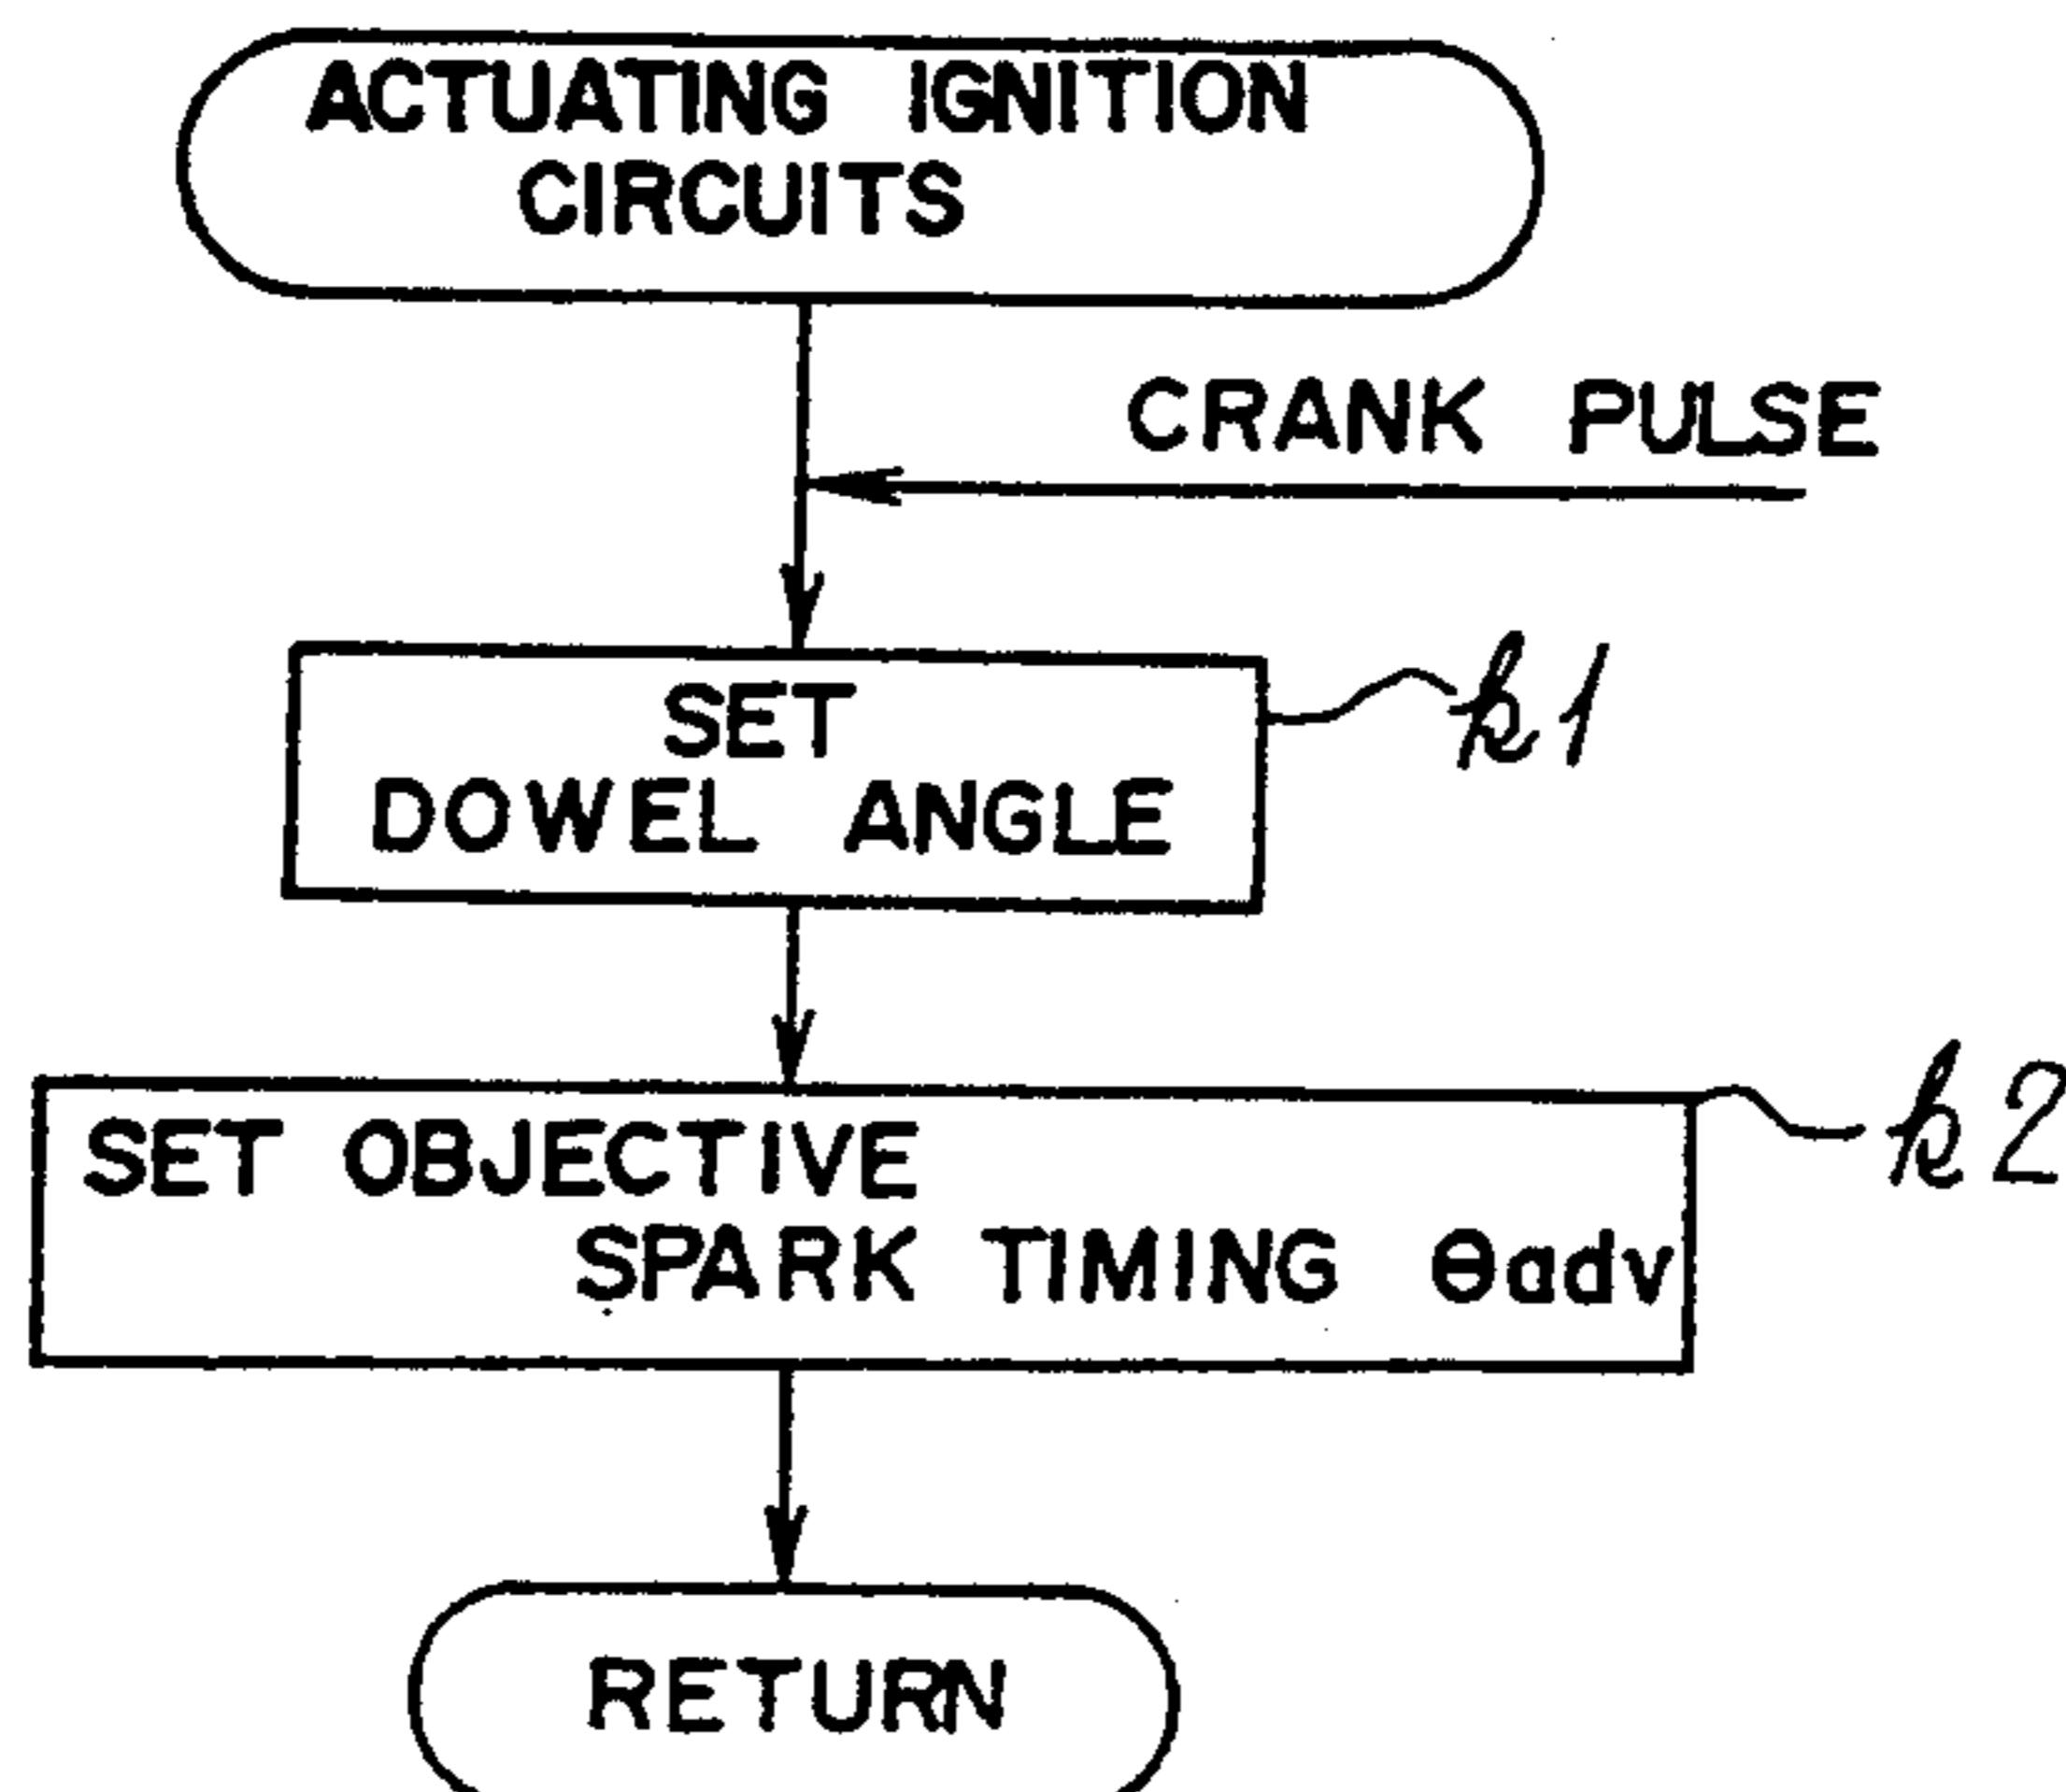 ACTUATING IGNITION
CIRCUITS
CRANK PULSE
SET
DOWEL ANGLE
k1
SET OBJECTIVE
SPARK TIMING θadv
k2
RETURN